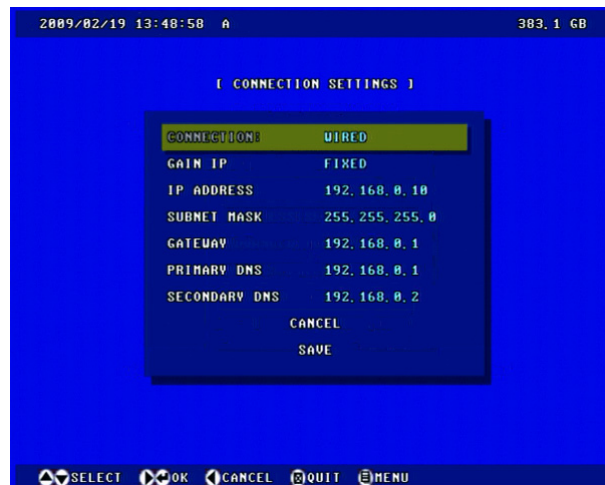 2009/02/19 13:48:58 A 383.1 GB
[ CONNECTION SETTINGS ]
CONNECTION: WIRED
GAIN IP FIXED
IP ADDRESS 192.168.0.10
SUBNET MASK 255.255.255.0
GATEWAY 192.168.0.1
PRIMARY DNS 192.168.0.1
SECONDARY DNS 192.168.0.2
CANCEL
SAVE
SELECT OK CANCEL QUIT MENU